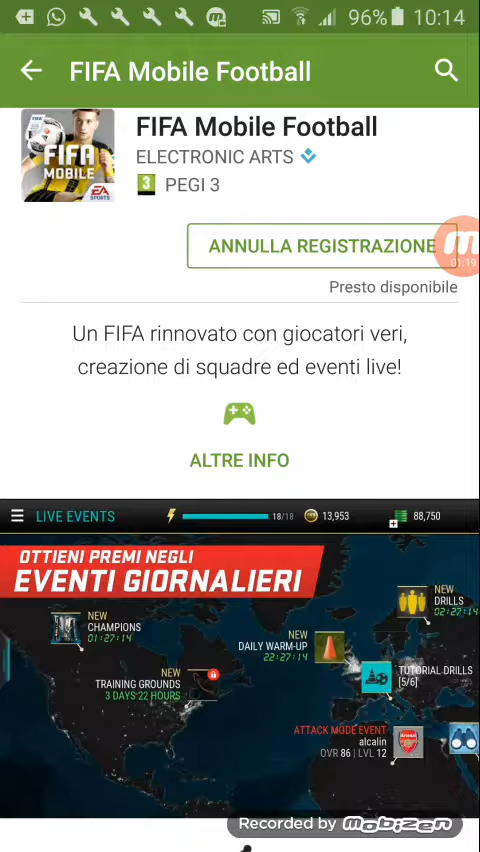 96% 10:14
FIFA Mobile Football
FIFA Mobile Football
ELECTRONIC ARTS
3 PEGI 3
FIFA
MOBILE
EA
SPORTS
ANNULLA REGISTRAZIONE
01:19
Presto disponibile
Un FIFA rinnovato con giocatori veri,
creazione di squadre ed eventi live!
ALTRE INFO
LIVE EVENTS 18/18 13,953 88,750
OTTIENI PREMI NEGLI
EVENTI GIORNALIERI
NEW
DRILLS
02:27:14
NEW
CHAMPIONS
01:27:14
NEW
DAILY WARM-UP
22:27:14
NEW
TRAINING GROUNDS
3 DAYS 22 HOURS
TUTORIAL DRILLS
[5/6]
ATTACK MODE EVENT
alcalin
OVR 86 | LVL 12
Arsenal
Recorded by mobizen